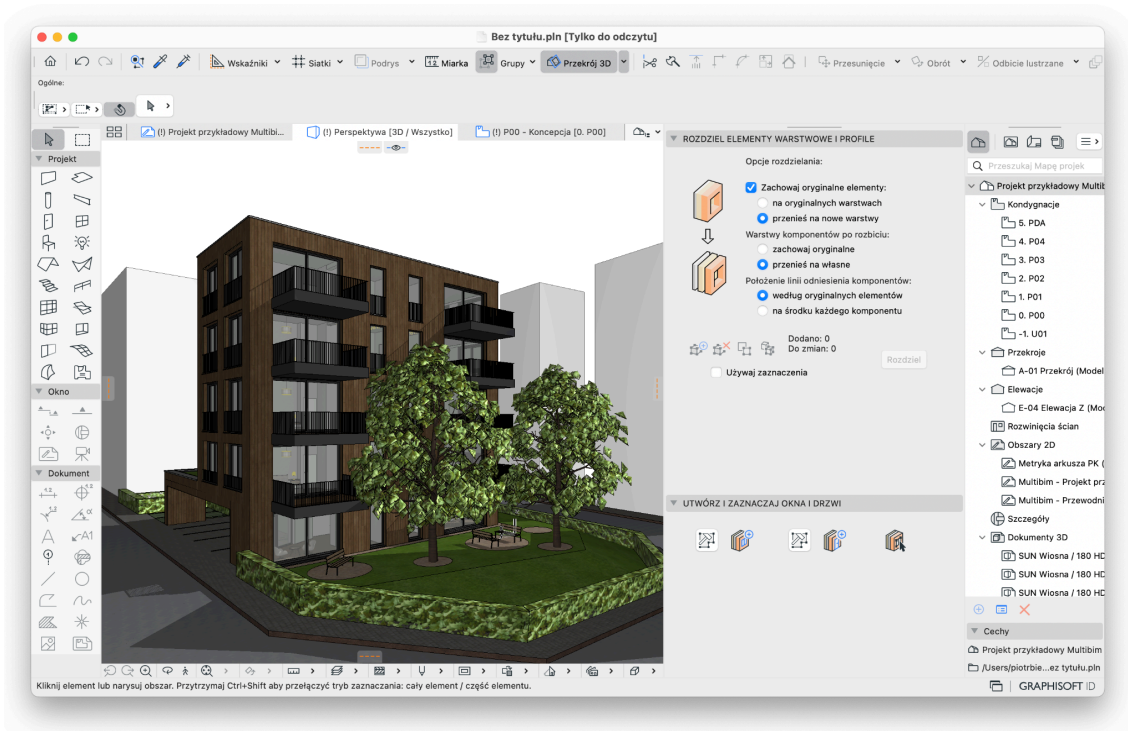 Bez tytułu.pln [Tylko do odczytu]
Wskaźniki
Siatki
Podrys
Miarka
Grupy
Przekrój 3D
Przesunięcie
Obrót
Odbicie lustrzane
Ogólne:
(!) Projekt przykładowy Multibi...
(!) Perspektywa [3D / Wszystko]
(!) P00 - Koncepcja [0. P00]
Projekt
Okno
Dokument
1.2
1.2
1.2
α
A
A1
ROZDZIEL ELEMENTY WARSTWOWE I PROFILE
Opcje rozdzielania:
Zachowaj oryginalne elementy:
na oryginalnych warstwach
przenieś na nowe warstwy
Warstwy komponentów po rozbiciu:
zachowaj oryginalne
przenieś na własne
Położenie linii odniesienia komponentów:
według oryginalnych elementów
na środku każdego komponentu
Dodano: 0
Do zmian: 0
Rozdziel
Używaj zaznaczenia
UTWÓRZ I ZAZNACZAJ OKNA I DRZWI
Przeszukaj Mapę projek
Projekt przykładowy Multib
Kondygnacje
5. PDA
4. P04
3. P03
2. P02
1. P01
0. P00
-1. U01
Przekroje
A-01 Przekrój (Model
Elewacje
E-04 Elewacja Z (Mo
Rozwinięcia ścian
Obszary 2D
Metryka arkusza PK (
Multibim - Projekt prz
Multibim - Przewodni
Szczegóły
Dokumenty 3D
SUN Wiosna / 180 HD
SUN Wiosna / 180 HD
SUN Wiosna / 180 HD
Cechy
Projekt przykładowy Multibim
/Users/piotrbie...ez tytułu.pln
Kliknij element lub narysuj obszar. Przytrzymaj Ctrl+Shift aby przełączyć tryb zaznaczania: cały element / część elementu.
GRAPHISOFT ID